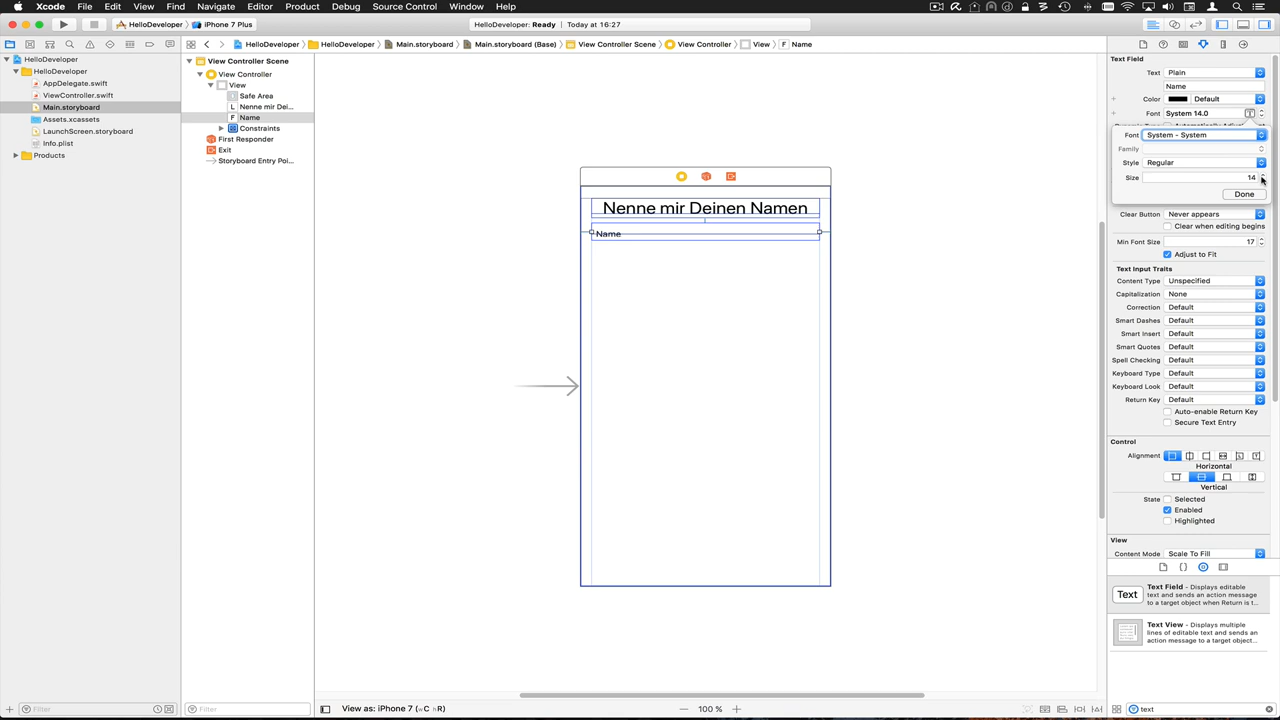 Xcode File Edit View Find Navigate Editor Product Debug Source Control Window Help
HelloDeveloper iPhone 7 Plus
HelloDeveloper: Ready Today at 16:27
HelloDeveloper HelloDeveloper Main.storyboard Main.storyboard (Base) View Controller Scene View Controller View F Name
HelloDeveloper
HelloDeveloper
AppDelegate.swift
ViewController.swift
Main.storyboard
Assets.xcassets
LaunchScreen.storyboard
Info.plist
Products
Filter
View Controller Scene
View Controller
View
Safe Area
L Nenne mir Dei...
F Name
Constraints
First Responder
Exit
Storyboard Entry Poi...
Filter
Nenne mir Deinen Namen
Name
View as: iPhone 7 (wC hR)
100 %
Text Field
Text Plain
Name
Color Default
Font System 14.0
Font System - System
Family
Style Regular
Size 14
Done
Clear Button Never appears
Clear when editing begins
Min Font Size 17
Adjust to Fit
Text Input Traits
Content Type Unspecified
Capitalization None
Correction Default
Smart Dashes Default
Smart Insert Default
Smart Quotes Default
Spell Checking Default
Keyboard Type Default
Keyboard Look Default
Return Key Default
Auto-enable Return Key
Secure Text Entry
Control
Alignment
Horizontal
Vertical
State Selected
Enabled
Highlighted
View
Content Mode Scale To Fill
Text
Text Field - Displays editable
text and sends an action message
to a target object when Return is t...
Text View - Displays multiple
lines of editable text and sends an
action message to a target object...
text